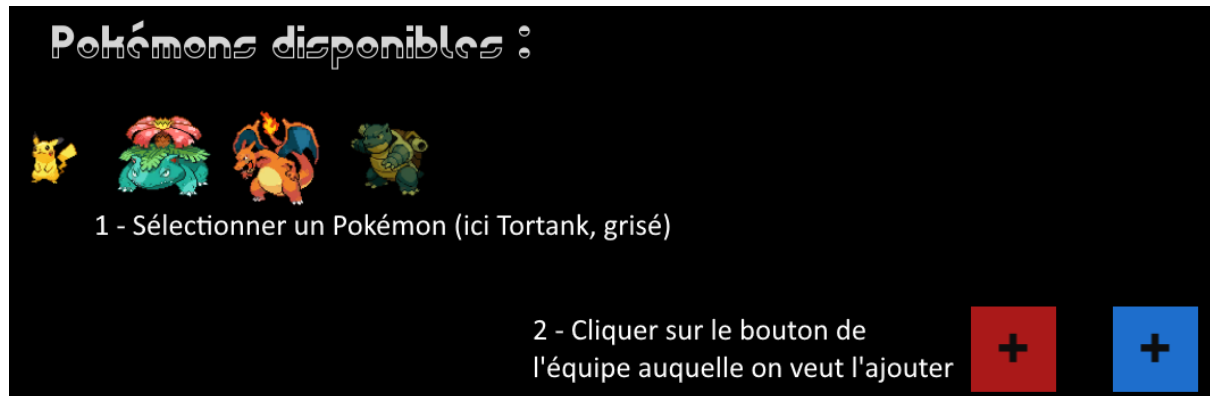 Pokémons disponibles :
1 - Sélectionner un Pokémon (ici Tortank, grisé)
2 - Cliquer sur le bouton de
l'équipe auquelle on veut l'ajouter
+ +